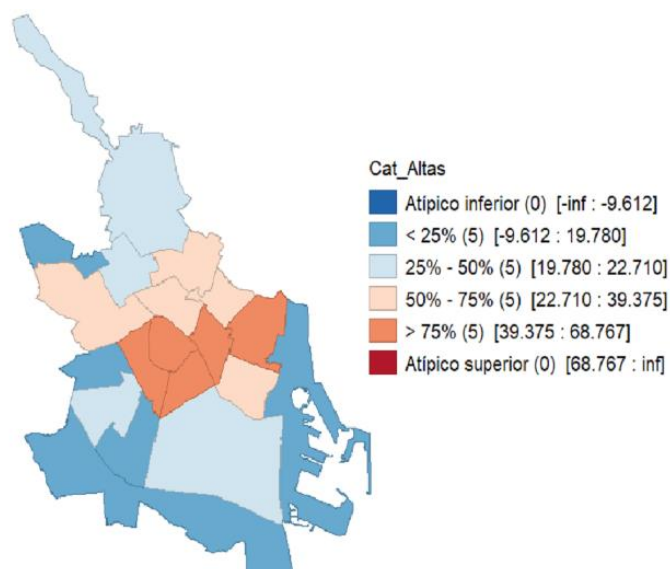 Cat_Altas
Atípico inferior (0) [-inf : -9.612]
< 25% (5) [-9.612 : 19.780]
25% - 50% (5) [19.780 : 22.710]
50% - 75% (5) [22.710 : 39.375]
> 75% (5) [39.375 : 68.767]
Atípico superior (0) [68.767 : inf]